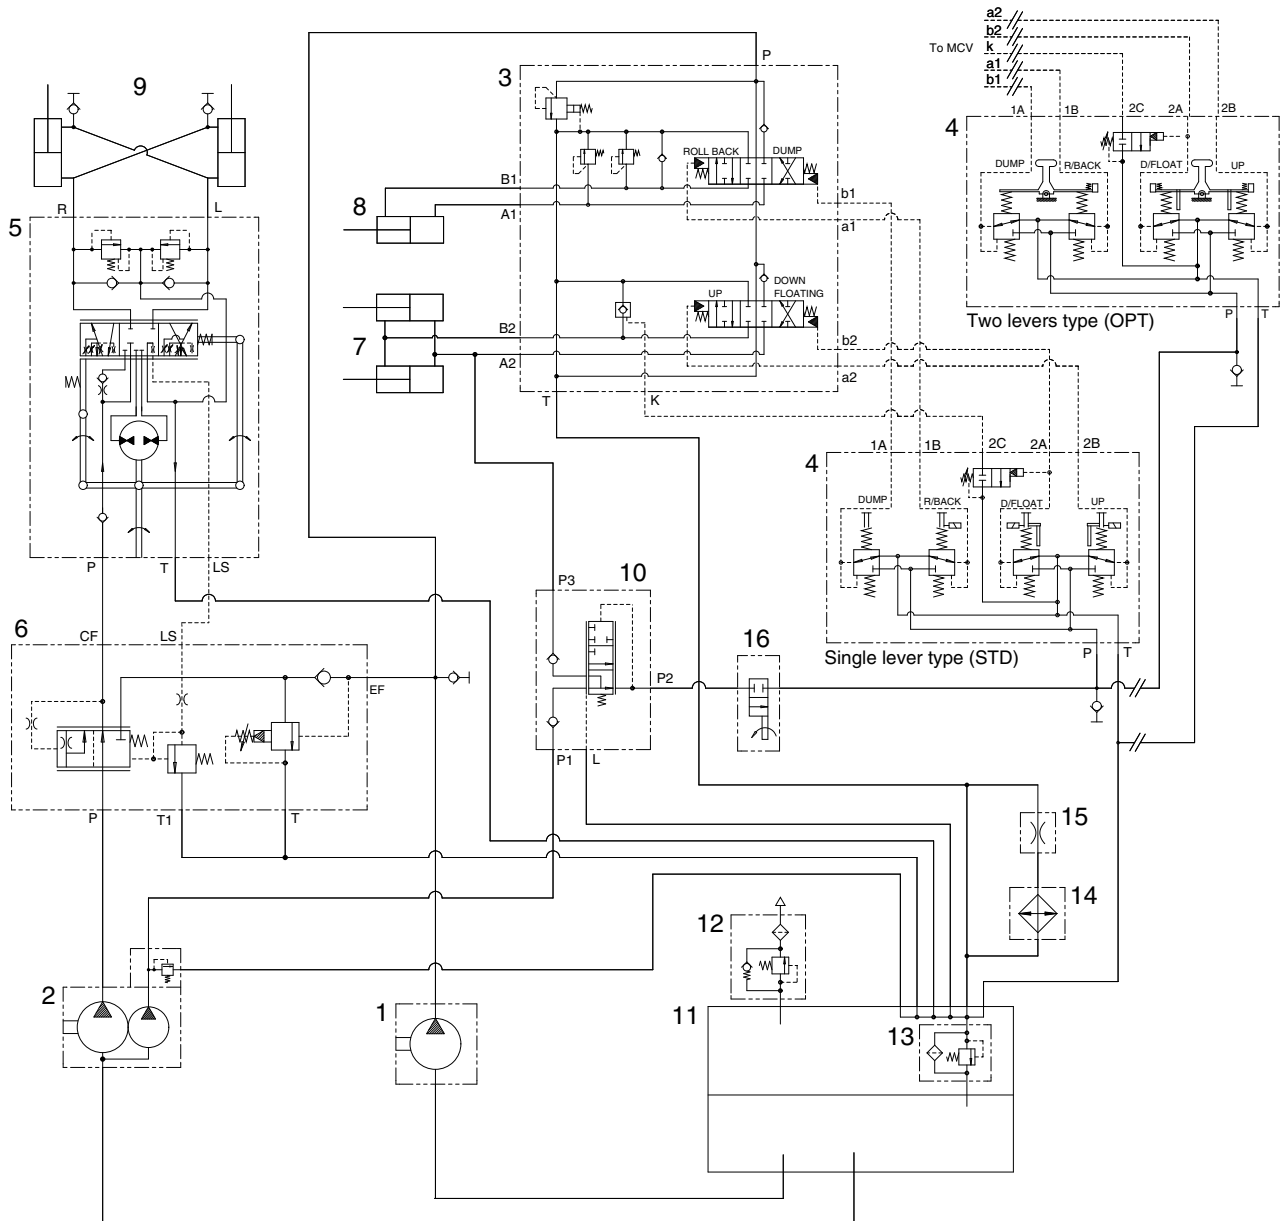 a2
b2
To MCV
k
a1
b1
P
9
3
1A
1B
2C
2A
2B
4
ROLL BACK
DUMP
DUMP
R/BACK
D/FLOAT
UP
B1
b1
8
A1
a1
R
L
5
UP
DOWN
FLOATING
P
T
Two levers type (OPT)
B2
b2
7
A2
a2
T
K
1A
1B
2C
2A
2B
4
DUMP
R/BACK
D/FLOAT
UP
P
T
LS
P3
10
6
CF
LS
16
P
T
Single lever type (STD)
P2
EF
P1
L
P
T1
T
15
14
12
2
1
11
13